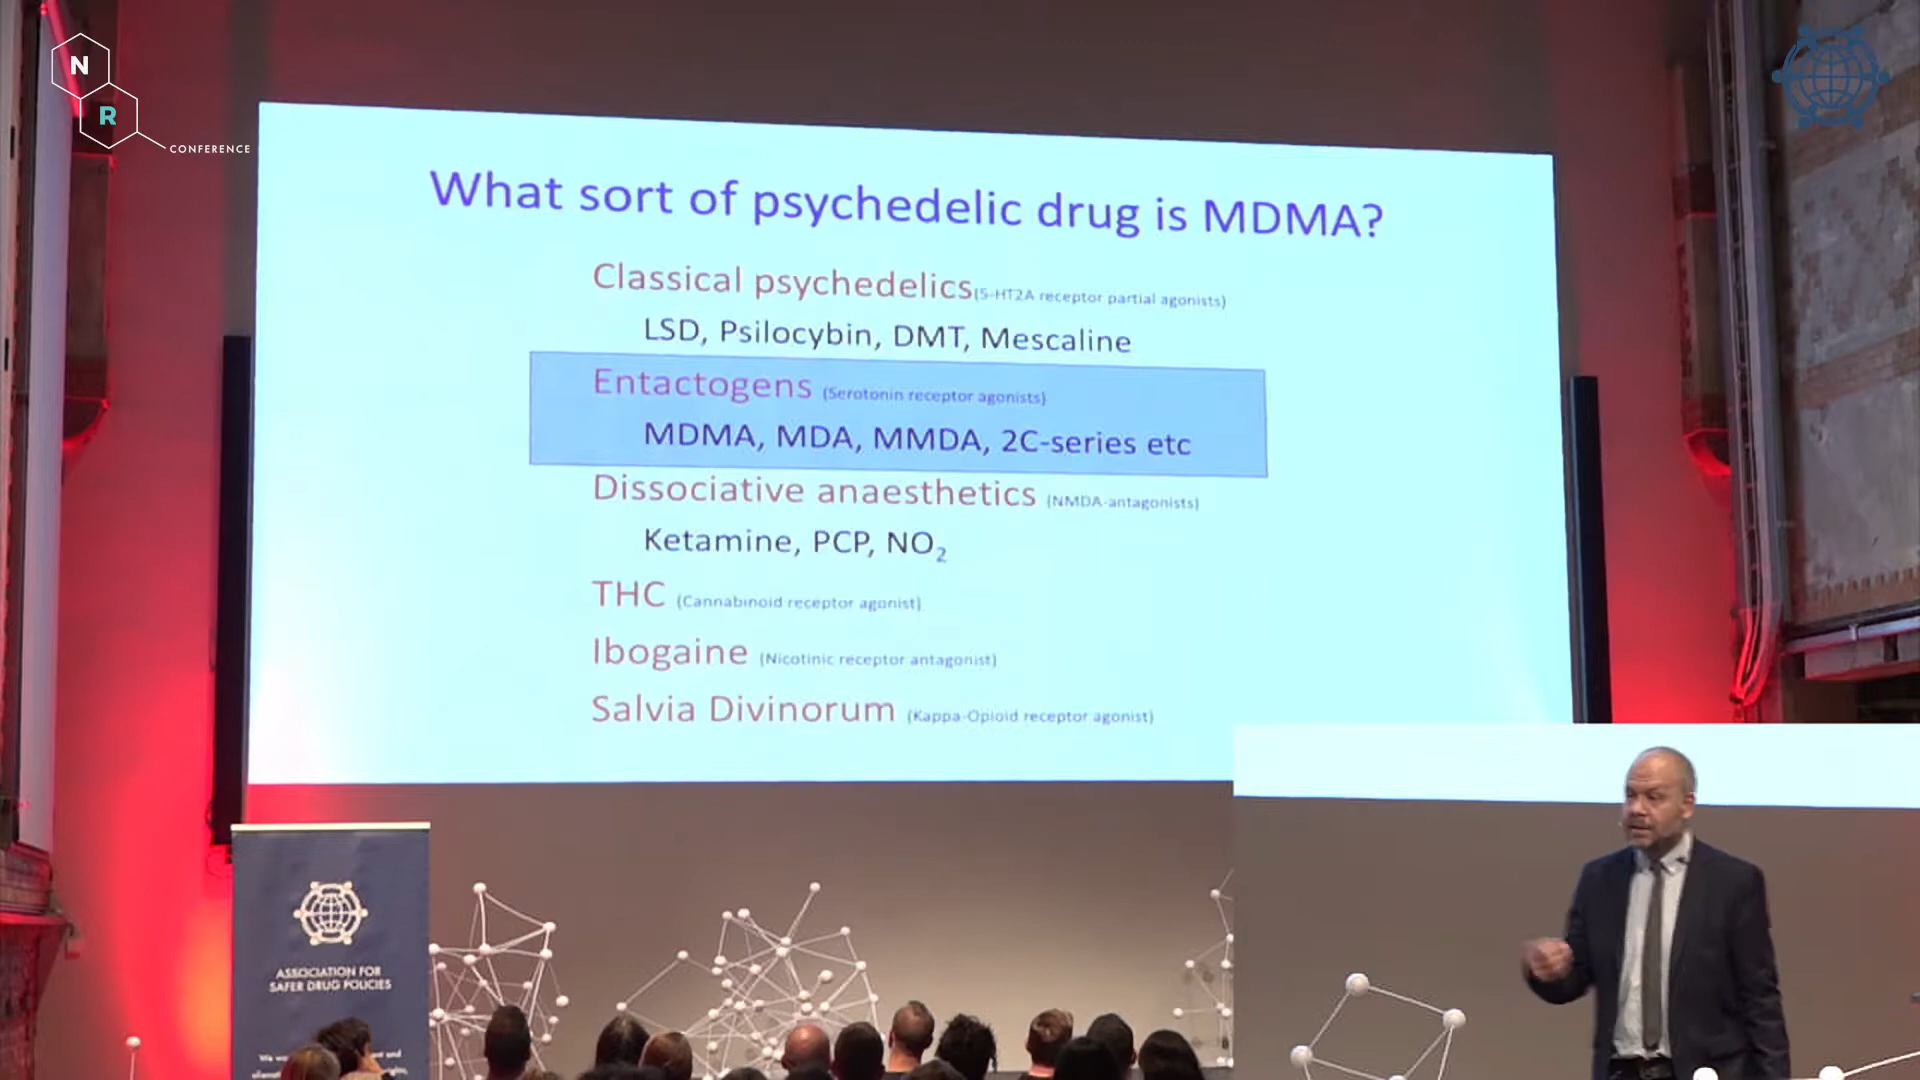 N
R
CONFERENCE
What sort of psychedelic drug is MDMA?
Classical psychedelics(5-HT2A receptor partial agonists)
LSD, Psilocybin, DMT, Mescaline
Entactogens (Serotonin receptor agonists)
MDMA, MDA, MMDA, 2C-series etc
Dissociative anaesthetics (NMDA-antagonists)
Ketamine, PCP, NO2
THC (Cannabinoid receptor agonist)
Ibogaine (Nicotinic receptor antagonist)
Salvia Divinorum (Kappa-Opioid receptor agonist)
ASSOCIATION FOR
SAFER DRUG POLICIES